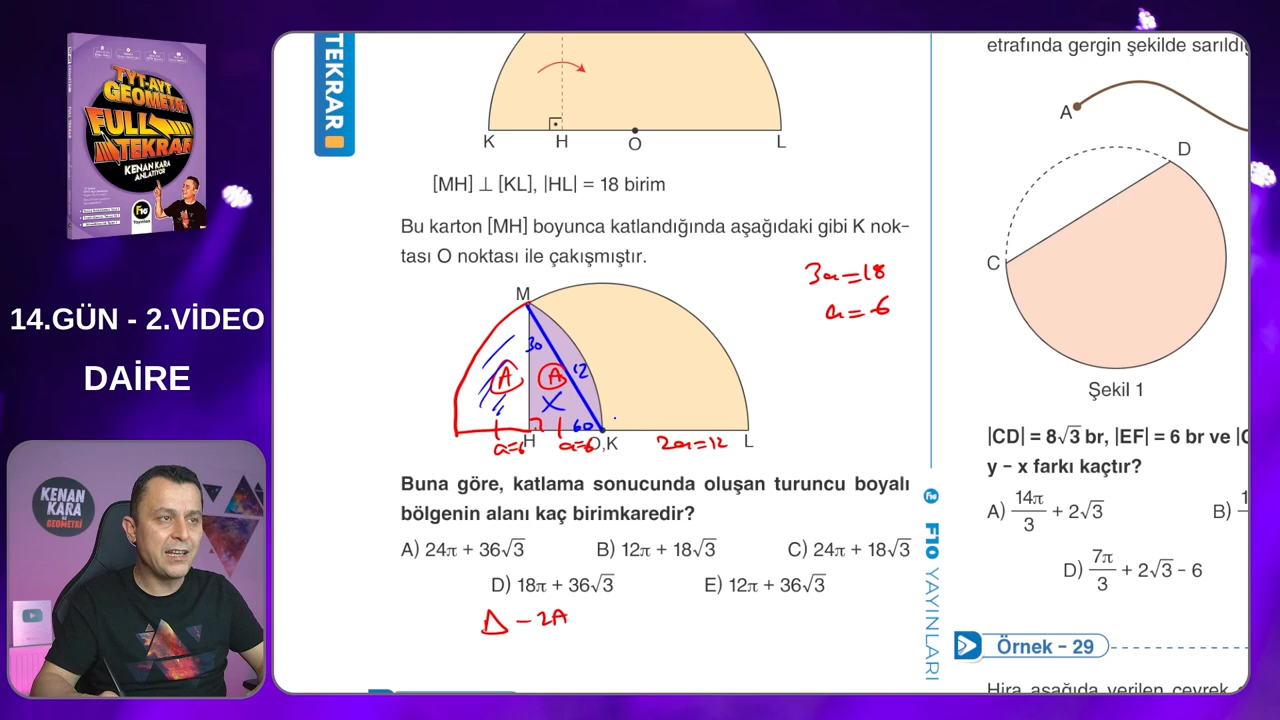 TYT-AYT
GEOMETRİ
FULL
TEKRAR
KENAN KARA
ANLATIYOR
F10
14.GÜN - 2.VİDEO
DAİRE
KENAN
KARA
GEOMETRİ
TEKRAR
K
H
O
L
[MH] ⊥ [KL], |HL| = 18 birim
Bu karton [MH] boyunca katlandığında aşağıdaki gibi K nok-
tası O noktası ile çakışmıştır.
3a=18
a=6
M
30
A
A
12
X
60
a=6
H
a=6
O,K
2a=12
L
Buna göre, katlama sonucunda oluşan turuncu boyalı
bölgenin alanı kaç birimkaredir?
A) 24π + 36√3
B) 12π + 18√3
C) 24π + 18√3
D) 18π + 36√3
E) 12π + 36√3
- 2A
F10 YAYINLARI
etrafında gergin şekilde sarıldı
A
D
C
Şekil 1
|CD| = 8√3 br, |EF| = 6 br ve
y – x farkı kaçtır?
A) 14π/3 + 2√3
B)
D) 7π/3 + 2√3 - 6
Örnek - 29
Hira aşağıda verilen çeyrek